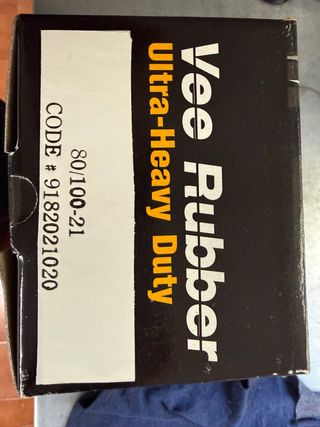 Vee Rubber
Ultra-Heavy Duty
80/100-21
CODE # 9182021020